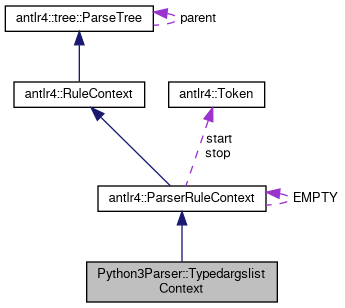 antlr4::tree::ParseTree
parent
antlr4::RuleContext
antlr4::Token
start
stop
antlr4::ParserRuleContext
EMPTY
Python3Parser::Typedargslist
Context